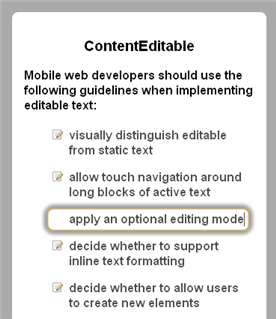 ContentEditable
Mobile web developers should use the
following guidelines when implementing
editable text:
visually distinguish editable
from static text
allow touch navigation around
long blocks of active text
apply an optional editing mode
decide whether to support
inline text formatting
decide whether to allow users
to create new elements